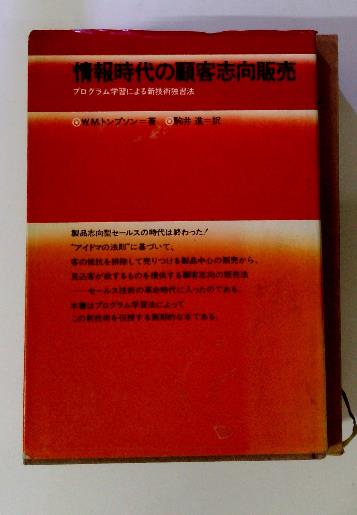 情報時代の顧客志向販売
プログラム学習による新技術独習法
◎W.M.トンプソン=著 ◎駒井 進=訳
製品志向型セールスの時代は終わった!
"アイドマの法則"に基づいて、
客の抵抗を排除して売りつける製品中心の販売から、
見込客が欲するものを提供する顧客志向の販売法
——セールス技術の革命時代に入ったのである。
本書はプログラム学習法によって
この新技術を伝授する画期的な本である。